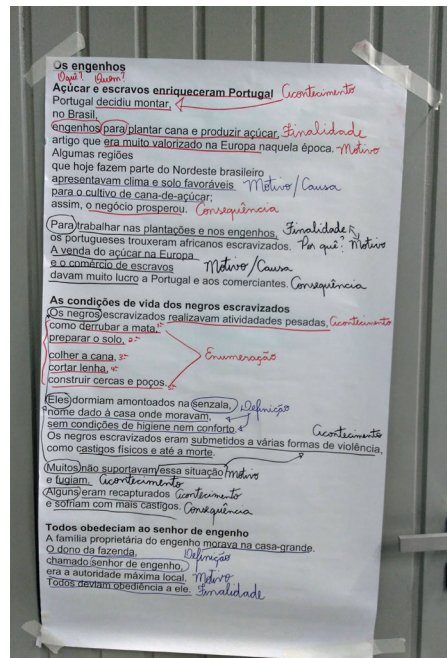 Os engenhos
O quê? Quem?
Açúcar e escravos enriqueceram Portugal Acontecimento
Portugal decidiu montar,
no Brasil,
engenhos para plantar cana e produzir açúcar, Finalidade
artigo que era muito valorizado na Europa naquela época. Motivo
Algumas regiões
que hoje fazem parte do Nordeste brasileiro
apresentavam clima e solo favoráveis Motivo/Causa
para o cultivo de cana-de-açúcar;
assim, o negócio prosperou. Consequência
Para trabalhar nas plantações e nos engenhos, Finalidade
os portugueses trouxeram africanos escravizados. Por quê? Motivo
A venda do açúcar na Europa
e o comércio de escravos Motivo/Causa
davam muito lucro a Portugal e aos comerciantes. Consequência
As condições de vida dos negros escravizados
Os negros escravizados realizavam atividadades pesadas, Acontecimento
como derrubar a mata, 1-
preparar o solo, 2-
colher a cana, 3- Enumeração
cortar lenha, 4-
construir cercas e poços. 5-
Eles dormiam amontoados na senzala,
nome dado à casa onde moravam, Definição
sem condições de higiene nem conforto. Acontecimento
Os negros escravizados eram submetidos a várias formas de violência,
como castigos físicos e até a morte.
Muitos não suportavam essa situação Motivo
e fugiam. Acontecimento
Alguns eram recapturados Acontecimento
e sofriam com mais castigos. Consequência
Todos obedeciam ao senhor de engenho
A família proprietária do engenho morava na casa-grande.
O dono da fazenda, Definição
chamado senhor de engenho,
era a autoridade máxima local. Motivo
Todos deviam obediência a ele. Finalidade